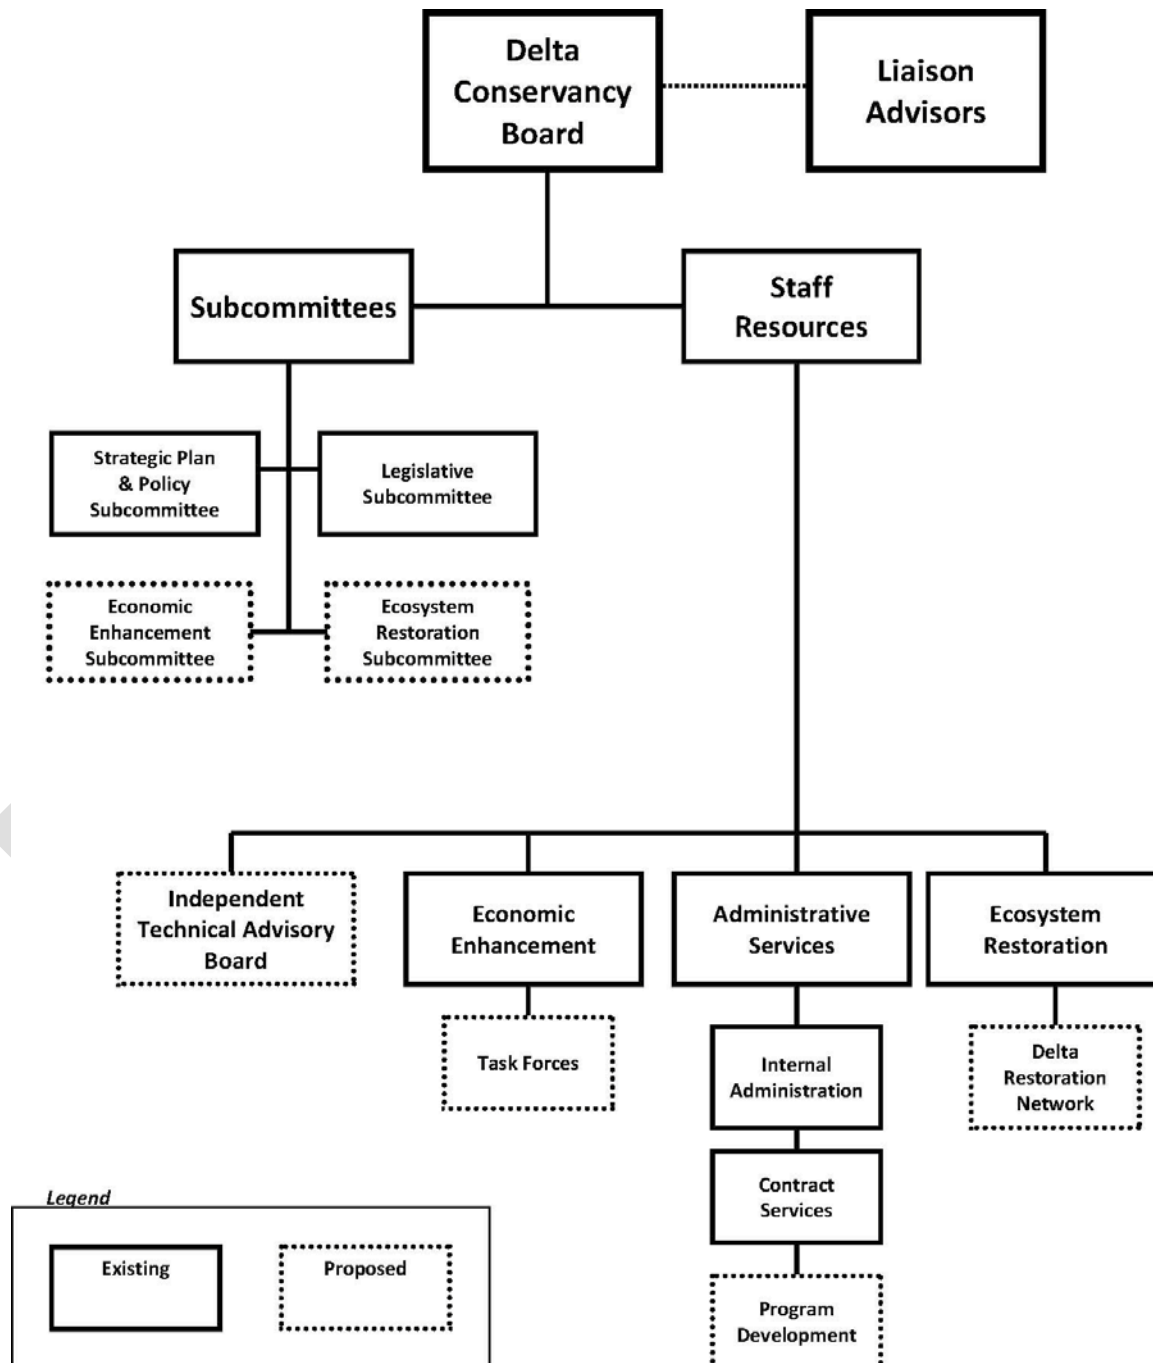 Delta
Conservancy
Board
Liaison
Advisors
Subcommittees
Staff
Resources
Strategic Plan
& Policy
Subcommittee
Legislative
Subcommittee
Economic
Enhancement
Subcommittee
Ecosystem
Restoration
Subcommittee
Independent
Technical Advisory
Board
Economic
Enhancement
Administrative
Services
Ecosystem
Restoration
Task Forces
Internal
Administration
Delta
Restoration
Network
Contract
Services
Program
Development
Legend
Existing
Proposed